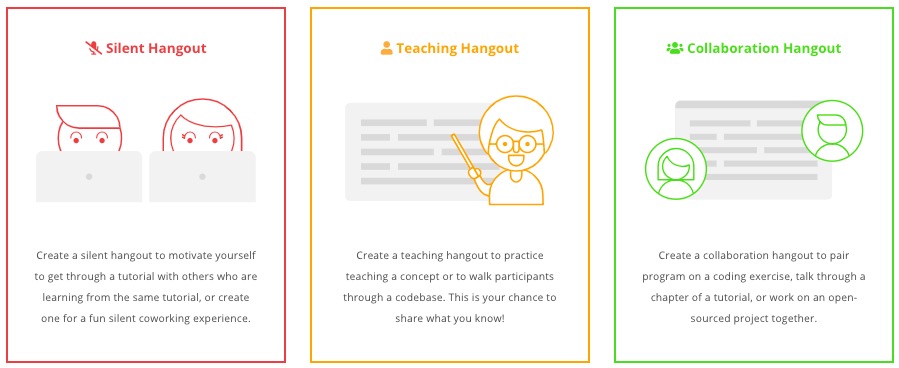 Silent Hangout
Create a silent hangout to motivate yourself
to get through a tutorial with others who are
learning from the same tutorial, or create
one for a fun silent coworking experience.
Teaching Hangout
Create a teaching hangout to practice
teaching a concept or to walk participants
through a codebase. This is your chance to
share what you know!
Collaboration Hangout
Create a collaboration hangout to pair
program on a coding exercise, talk through a
chapter of a tutorial, or work on an open-
sourced project together.